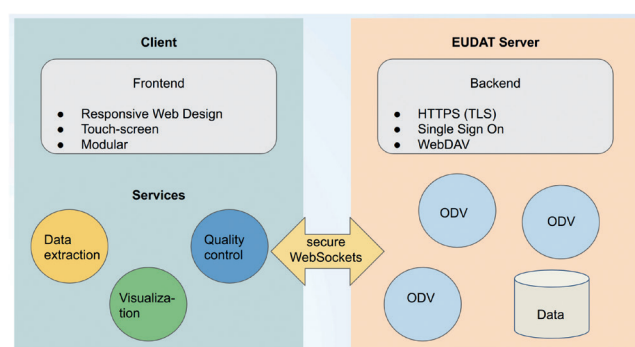 Client
Frontend
● Responsive Web Design
● Touch-screen
● Modular
Services
Data
extraction
Visualiza-
tion
Quality
control
secure
WebSockets
EUDAT Server
Backend
● HTTPS (TLS)
● Single Sign On
● WebDAV
ODV
ODV
ODV
Data